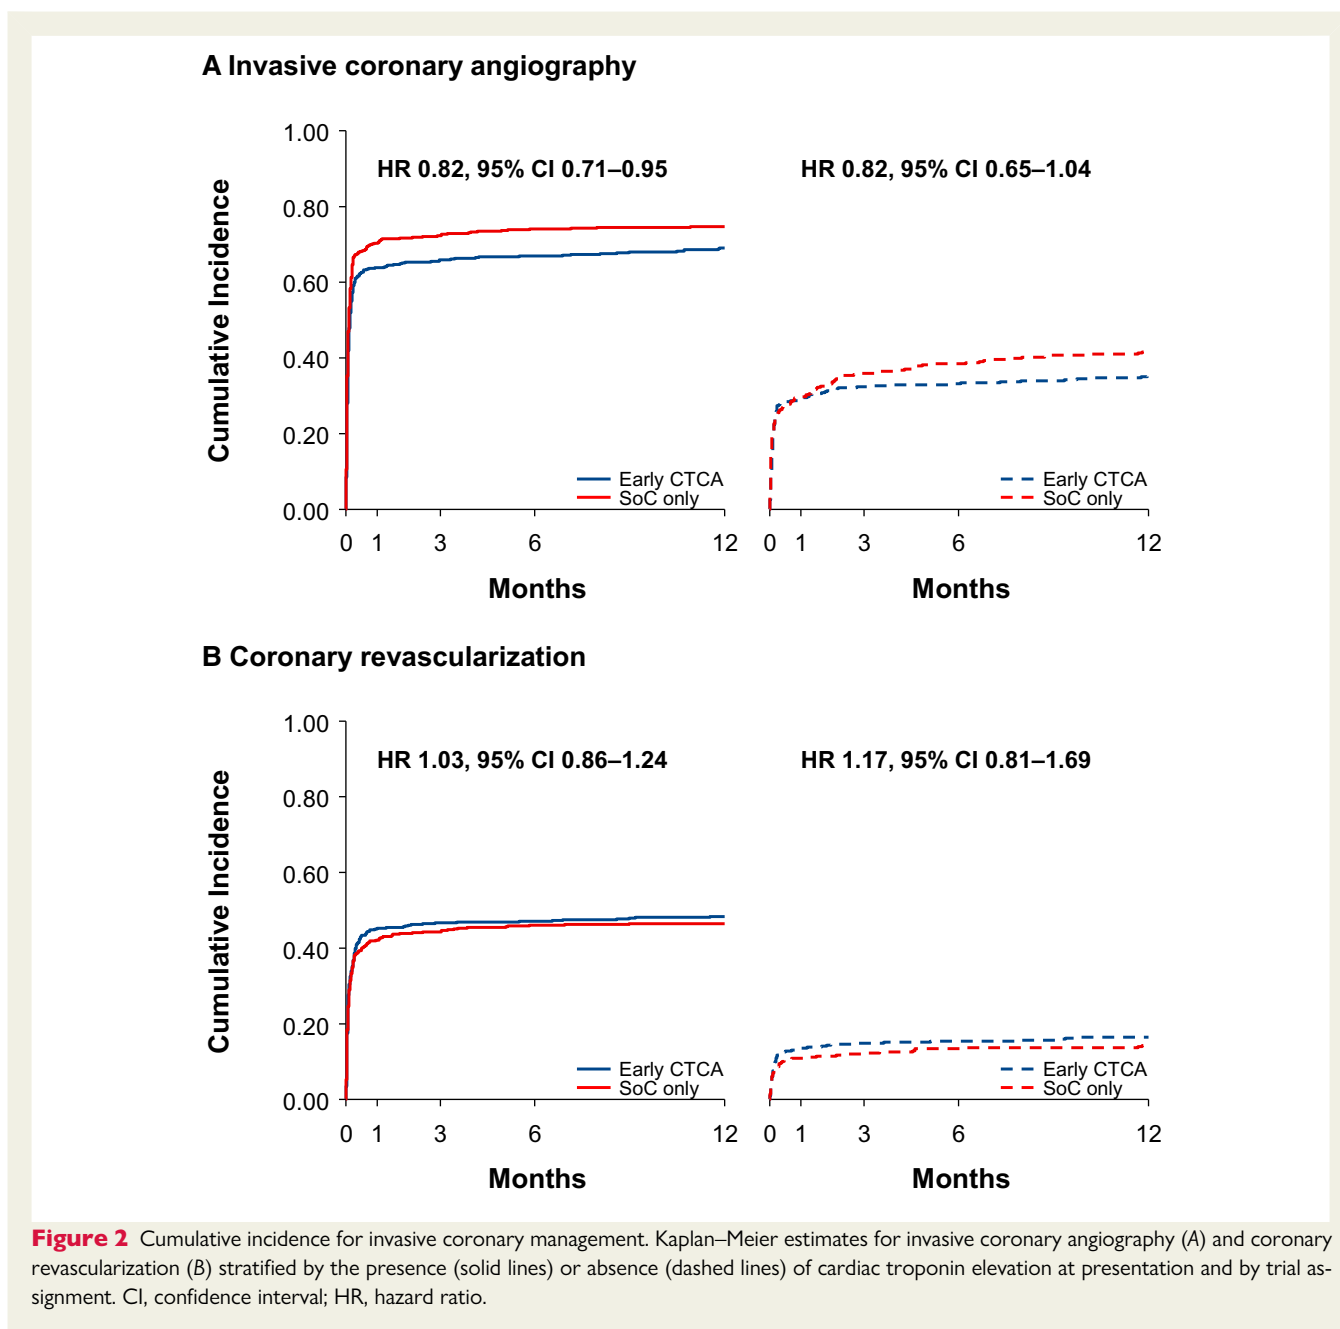 A Invasive coronary angiography
1.00
0.80
0.60
0.40
0.20
0.00
Cumulative Incidence
HR 0.82, 95% CI 0.71–0.95
Early CTCA
SoC only
0 1 3 6 12
Months
HR 0.82, 95% CI 0.65–1.04
Early CTCA
SoC only
0 1 3 6 12
Months
B Coronary revascularization
1.00
0.80
0.60
0.40
0.20
0.00
Cumulative Incidence
HR 1.03, 95% CI 0.86–1.24
Early CTCA
SoC only
0 1 3 6 12
Months
HR 1.17, 95% CI 0.81–1.69
Early CTCA
SoC only
0 1 3 6 12
Months
Figure 2 Cumulative incidence for invasive coronary management. Kaplan–Meier estimates for invasive coronary angiography (A) and coronary
revascularization (B) stratified by the presence (solid lines) or absence (dashed lines) of cardiac troponin elevation at presentation and by trial as-
signment. CI, confidence interval; HR, hazard ratio.